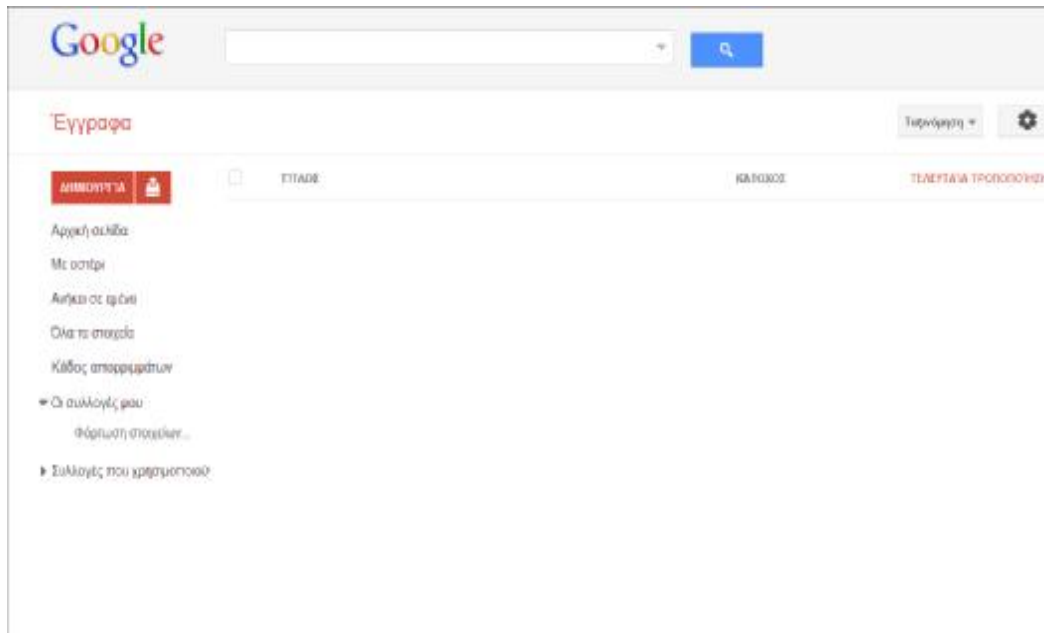 Google
Έγγραφα
Ταξινόμηση
ΔΗΜΙΟΥΡΓΙΑ
ΤΙΤΛΟΣ ΚΑΤΟΧΟΣ ΤΕΛΕΥΤΑΙΑ ΤΡΟΠΟΠΟΙΗΣΗ
Αρχική σελίδα
Με αστέρι
Ανήκει σε εμένα
Όλα τα στοιχεία
Κάδος απορριμμάτων
Οι συλλογές μου
Φόρτωση στοιχείων...
Συλλογές που χρησιμοποιο